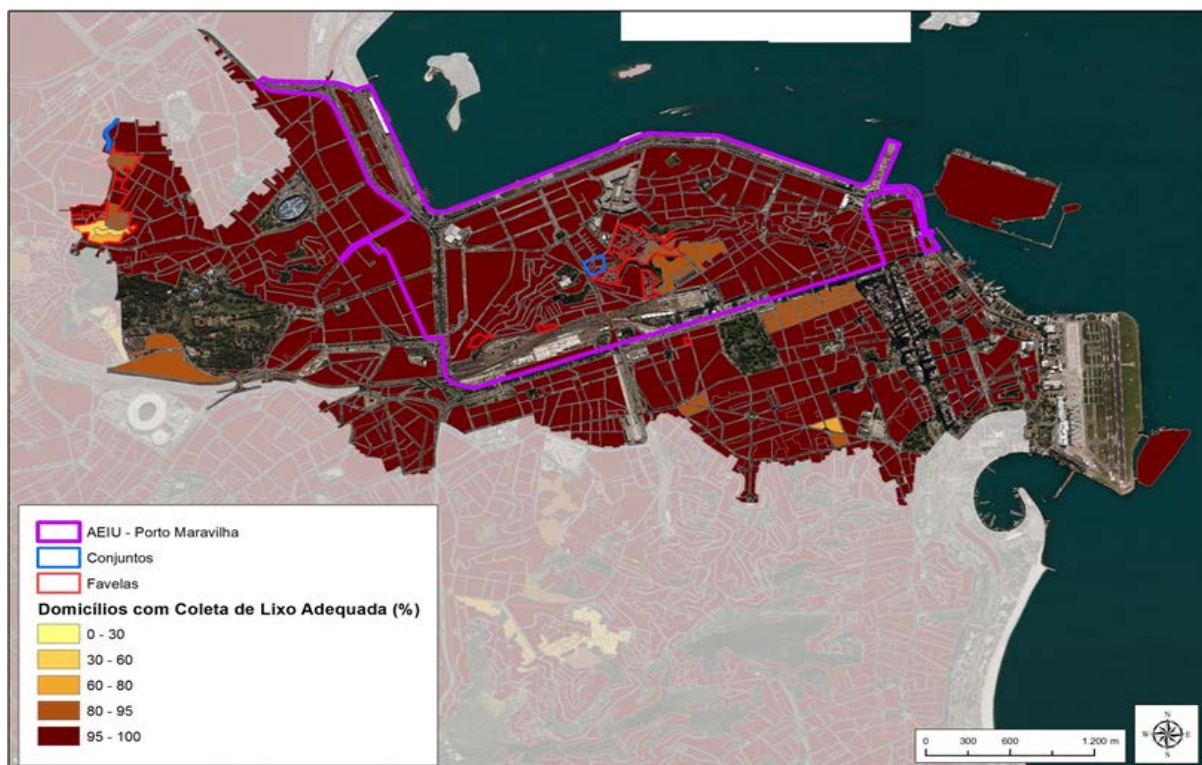 AEIU - Porto Maravilha
Conjuntos
Favelas
Domicílios com Coleta de Lixo Adequada (%)
0 - 30
30 - 60
60 - 80
80 - 95
95 - 100
0 300 600 1.200 m
N
W E
S